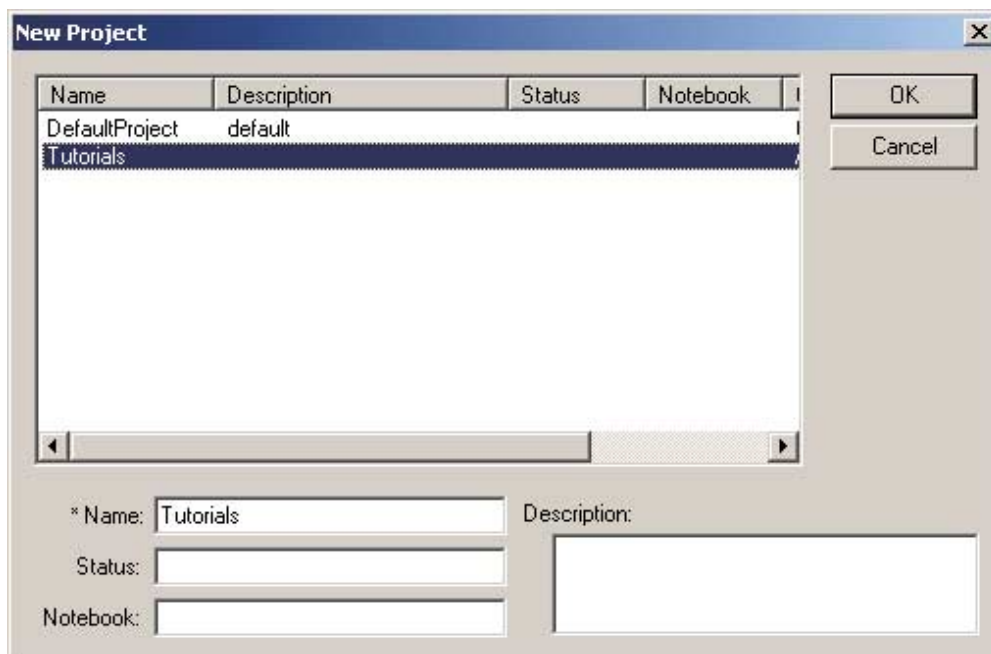 New Project
Name Description Status Notebook
DefaultProject default
Tutorials
OK
Cancel
* Name: Tutorials
Status:
Notebook:
Description: